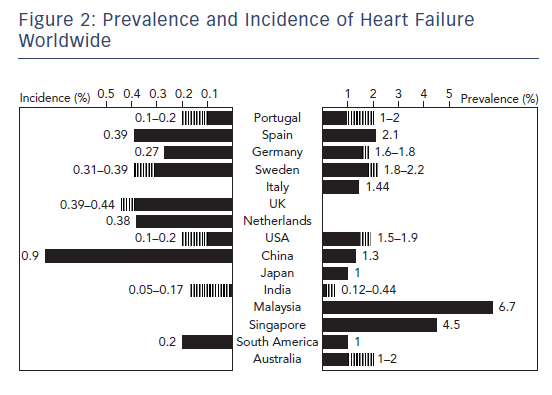 Figure 2: Prevalence and Incidence of Heart Failure
Worldwide
Incidence (%) 0.5 0.4 0.3 0.2 0.1 1 2 3 4 5 Prevalence (%)
0.1–0.2 Portugal 1–2
0.39 Spain 2.1
0.27 Germany 1.6–1.8
0.31–0.39 Sweden 1.8–2.2
Italy 1.44
0.39–0.44 UK
0.38 Netherlands
0.1–0.2 USA 1.5–1.9
0.9 China 1.3
Japan 1
0.05–0.17 India 0.12–0.44
Malaysia 6.7
Singapore 4.5
0.2 South America 1
Australia 1–2